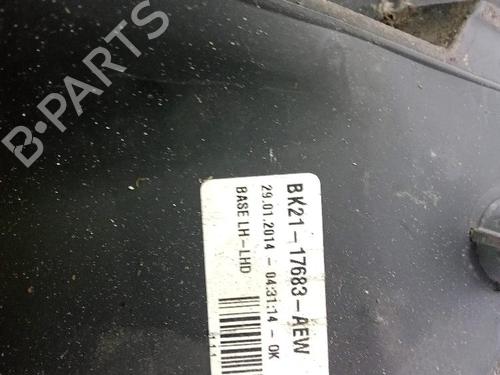 B-PARTS
BK21-17683-AEW
29.01.2014 - 04:31:14 - OK
BASE LH-LHD